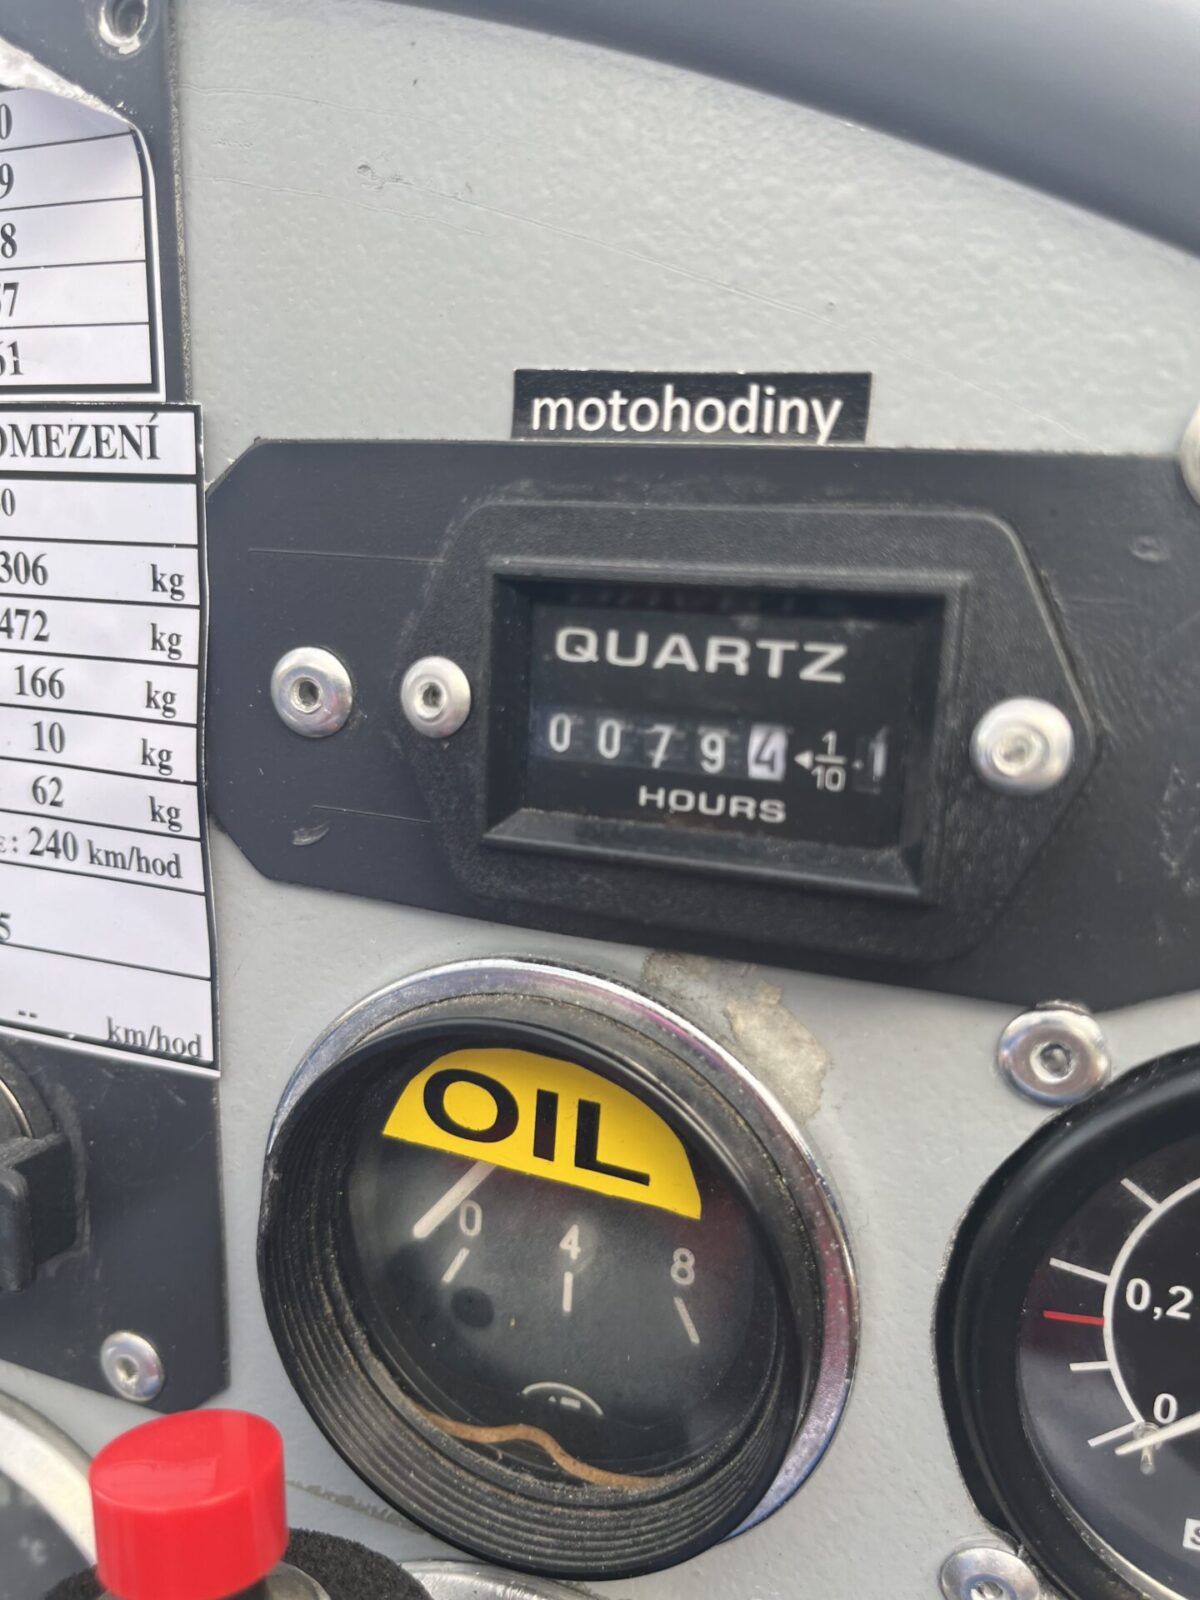 0
9
8
57
61
OMEZENÍ
0
306 kg
472 kg
166 kg
10 kg
62 kg
E: 240 km/hod
5
-- km/hod
motohodiny
QUARTZ
0 0 7 9 4 ◄ 1/10 . 1
HOURS
OIL
0 4 8
0,2
0